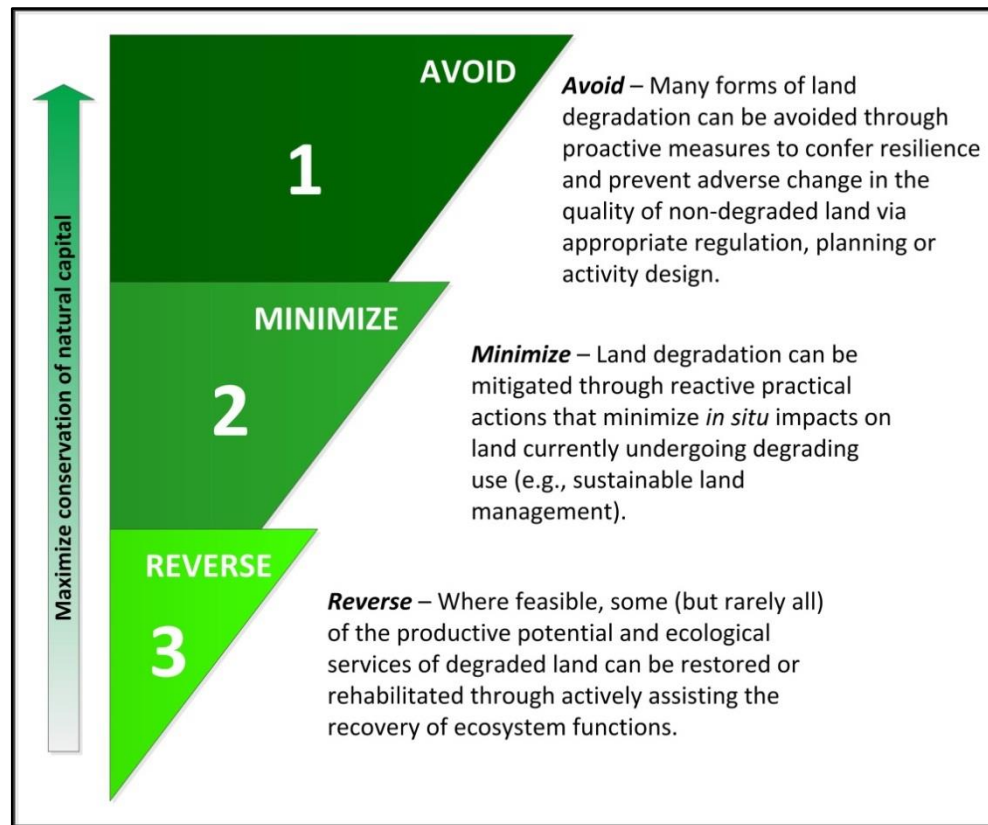 Maximize conservation of natural capital
AVOID
1
Avoid – Many forms of land
degradation can be avoided through
proactive measures to confer resilience
and prevent adverse change in the
quality of non-degraded land via
appropriate regulation, planning or
activity design.
MINIMIZE
2
Minimize – Land degradation can be
mitigated through reactive practical
actions that minimize in situ impacts on
land currently undergoing degrading
use (e.g., sustainable land
management).
REVERSE
3
Reverse – Where feasible, some (but rarely all)
of the productive potential and ecological
services of degraded land can be restored or
rehabilitated through actively assisting the
recovery of ecosystem functions.